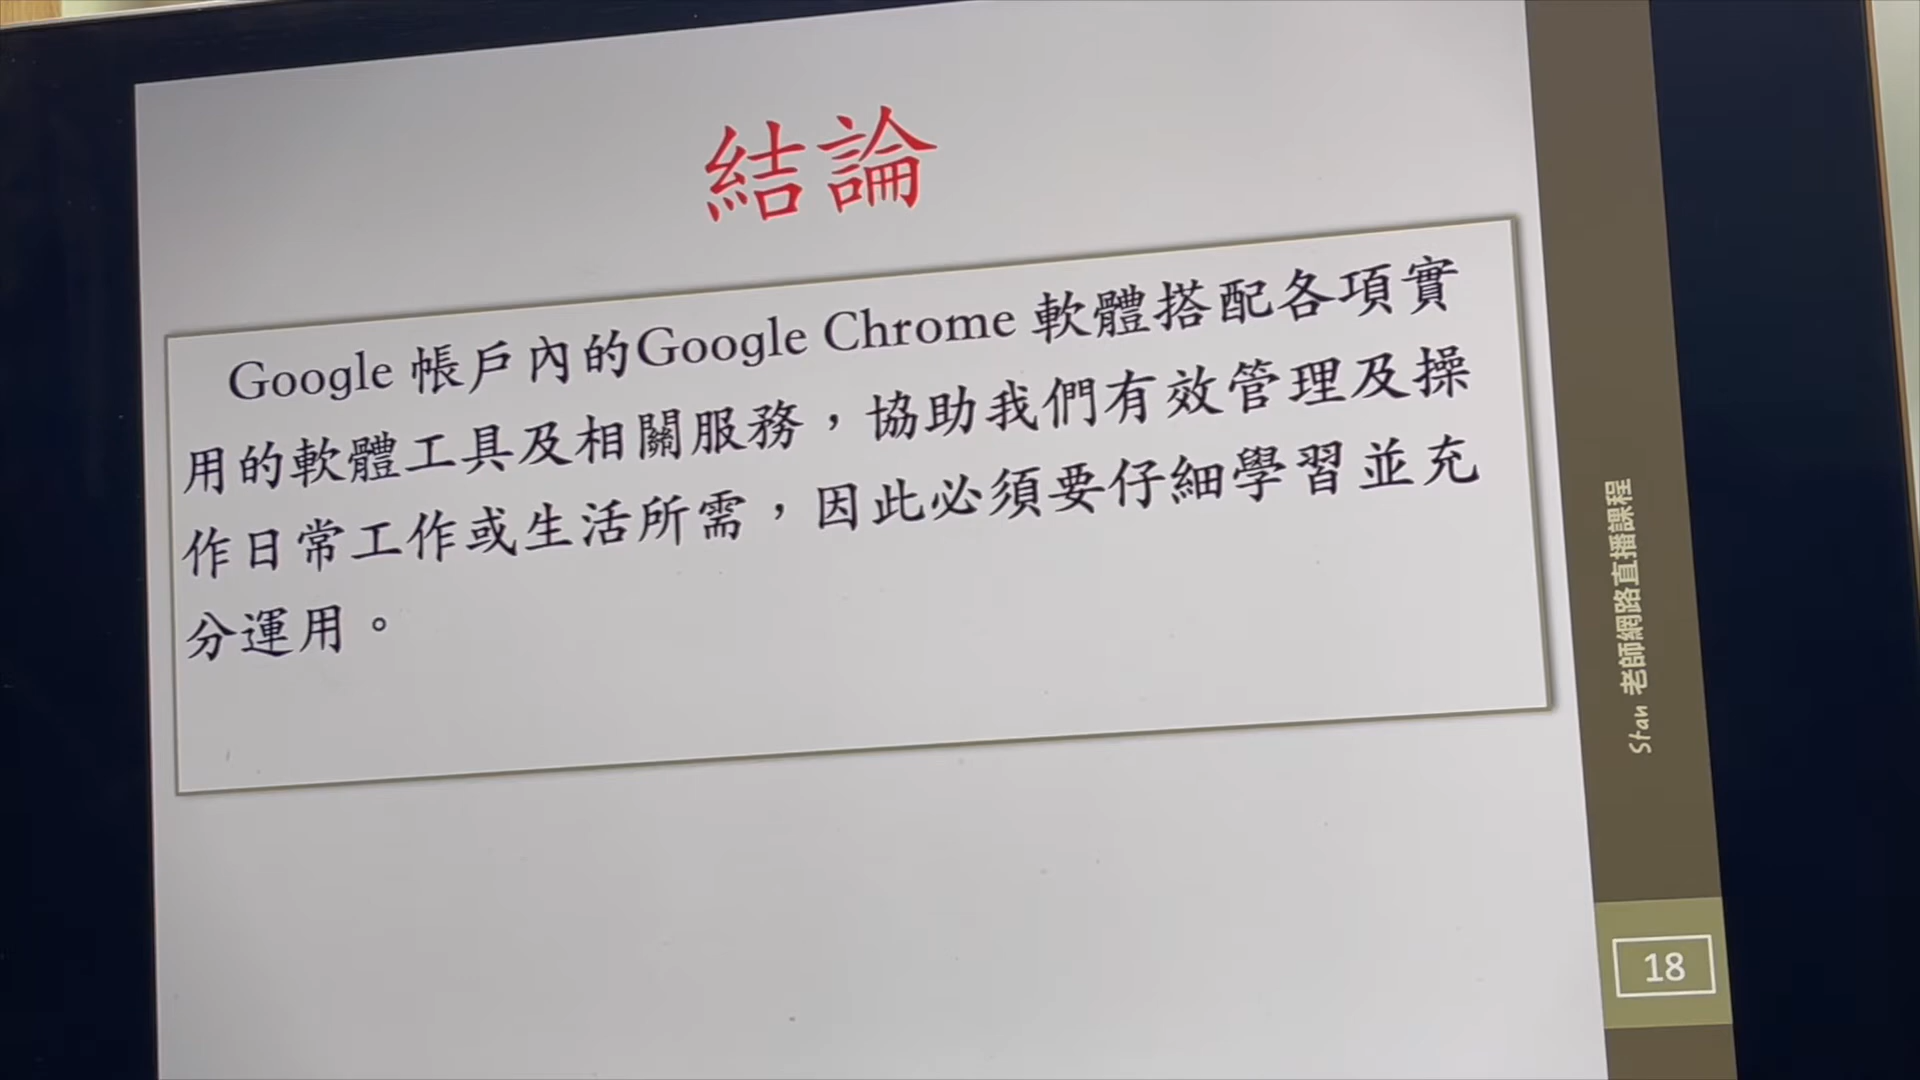 結論
Google 帳戶內的Google Chrome 軟體搭配各項實
用的軟體工具及相關服務，協助我們有效管理及操
作日常工作或生活所需，因此必須要仔細學習並充
分運用。
Stan 老師網路直播課程
18